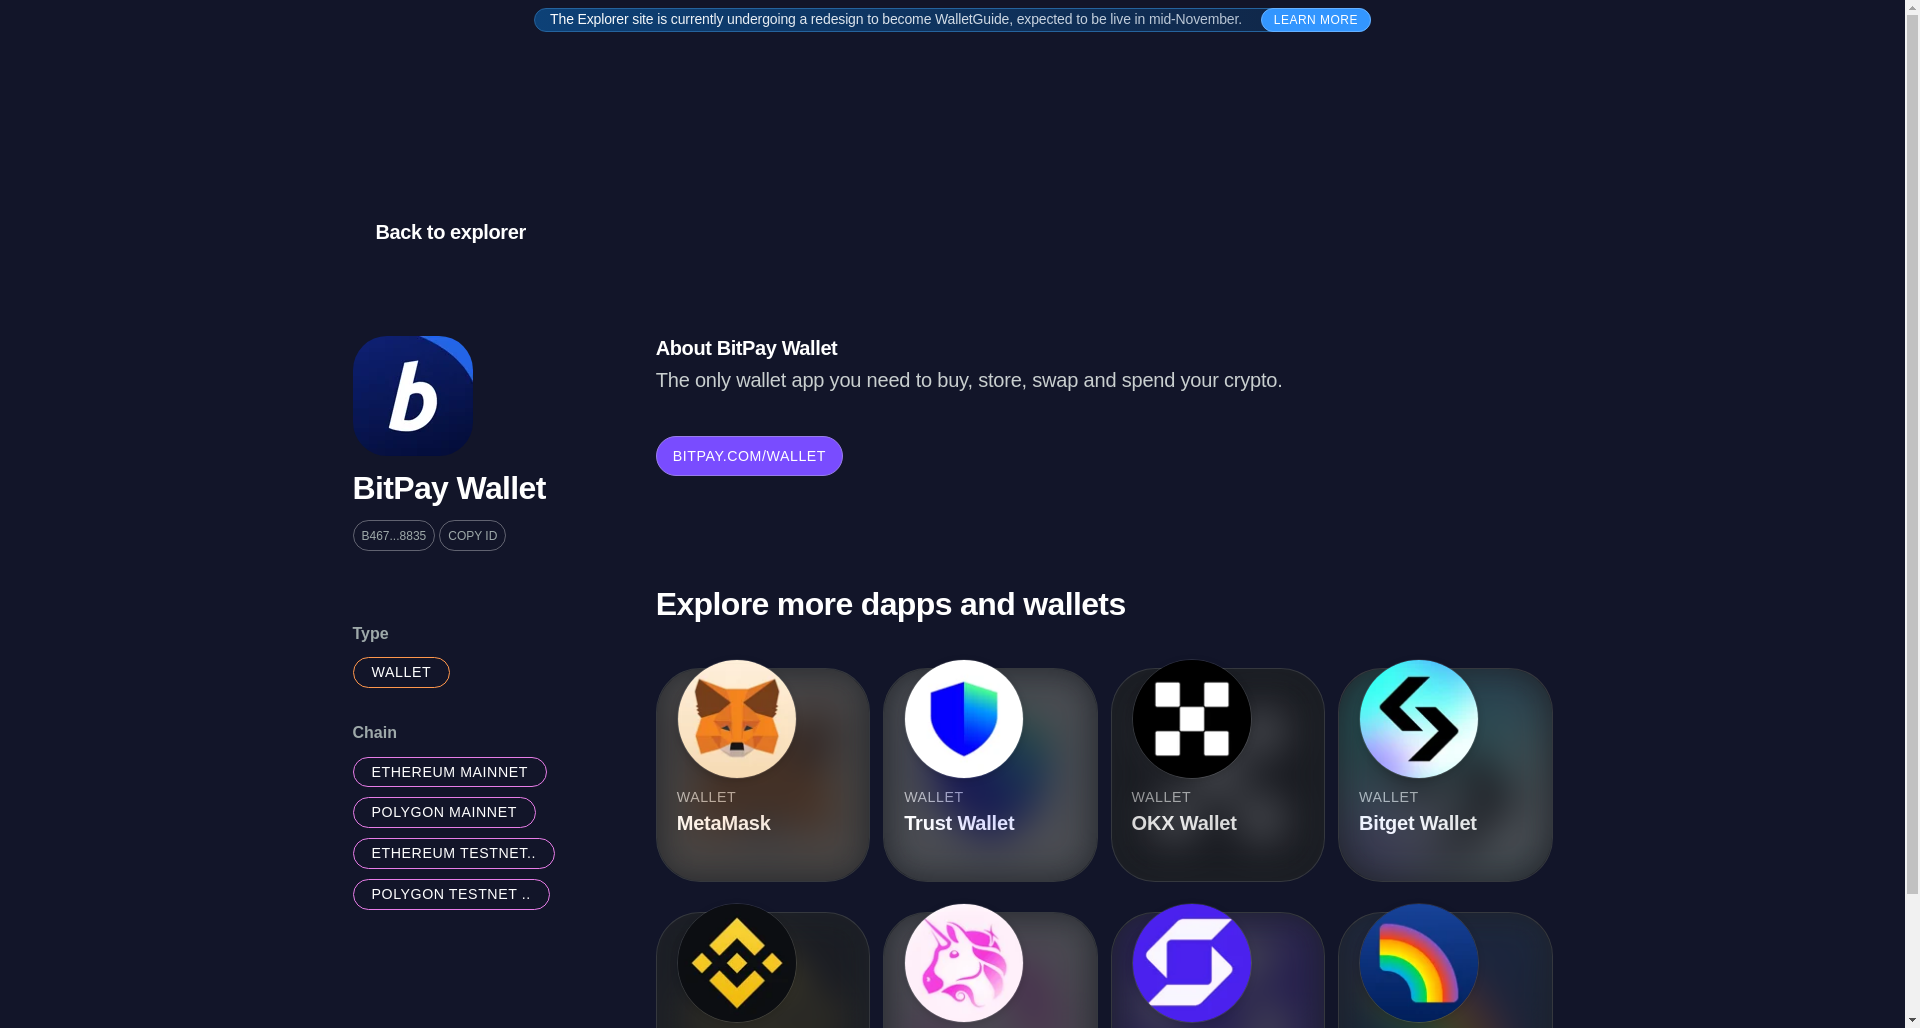 The Explorer site is currently undergoing a redesign to become WalletGuide, expected to be live in mid-November.
LEARN MORE
Back to explorer
b
BitPay Wallet
B467...8835
COPY ID
Type
WALLET
Chain
ETHEREUM MAINNET
POLYGON MAINNET
ETHEREUM TESTNET..
POLYGON TESTNET ..
About BitPay Wallet
The only wallet app you need to buy, store, swap and spend your crypto.
BITPAY.COM/WALLET
Explore more dapps and wallets
WALLET
MetaMask
WALLET
Trust Wallet
WALLET
OKX Wallet
WALLET
Bitget Wallet